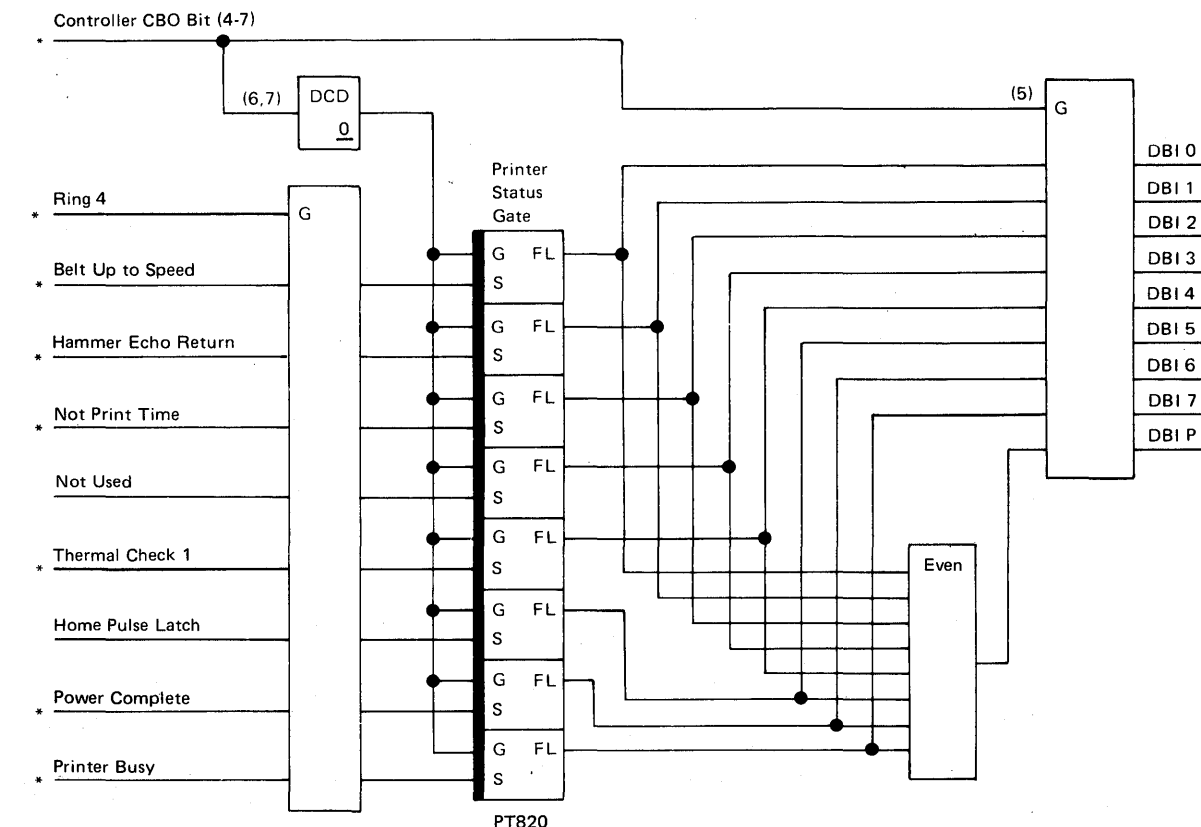 Controller CBO Bit (4-7)
*
(6,7)
DCD
0
(5)
G
DBI 0
DBI 1
DBI 2
DBI 3
DBI 4
DBI 5
DBI 6
DBI 7
DBI P
Printer
Status
Gate
* Ring 4
G
* Belt Up to Speed
* Hammer Echo Return
* Not Print Time
Not Used
* Thermal Check 1
Home Pulse Latch
* Power Complete
* Printer Busy
G FL
S
G FL
S
G FL
S
G FL
S
G FL
S
G FL
S
G FL
S
G FL
S
PT820
Even